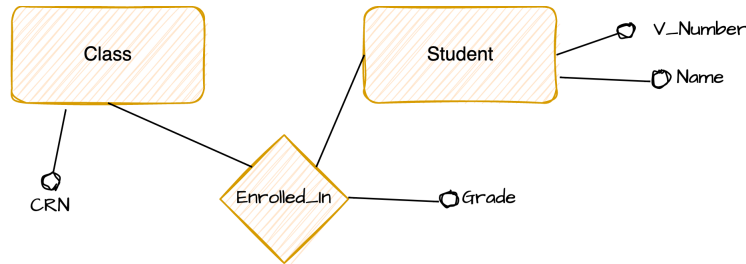 Class
Student
V_Number
Name
Enrolled_In
Grade
CRN